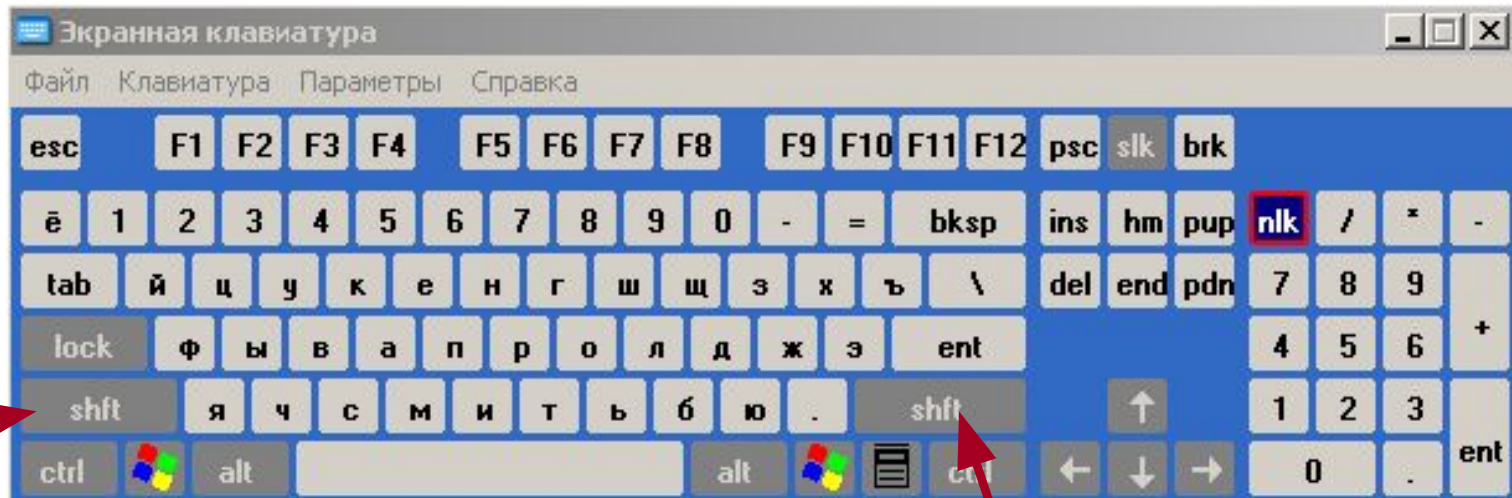 Экранная клавиатура
Файл Клавиатура Параметры Справка
esc F1 F2 F3 F4 F5 F6 F7 F8 F9 F10 F11 F12 psc slk brk
ё 1 2 3 4 5 6 7 8 9 0 - = bksp ins hm pup nlk / * -
tab й ц у к е н г ш щ з х ъ \ del end pdn 7 8 9 +
lock ф ы в а п р о л д ж э ent 4 5 6
shft я ч с м и т ь б ю . shft ↑ 1 2 3 ent
ctrl alt alt ctrl ← ↓ → 0 .